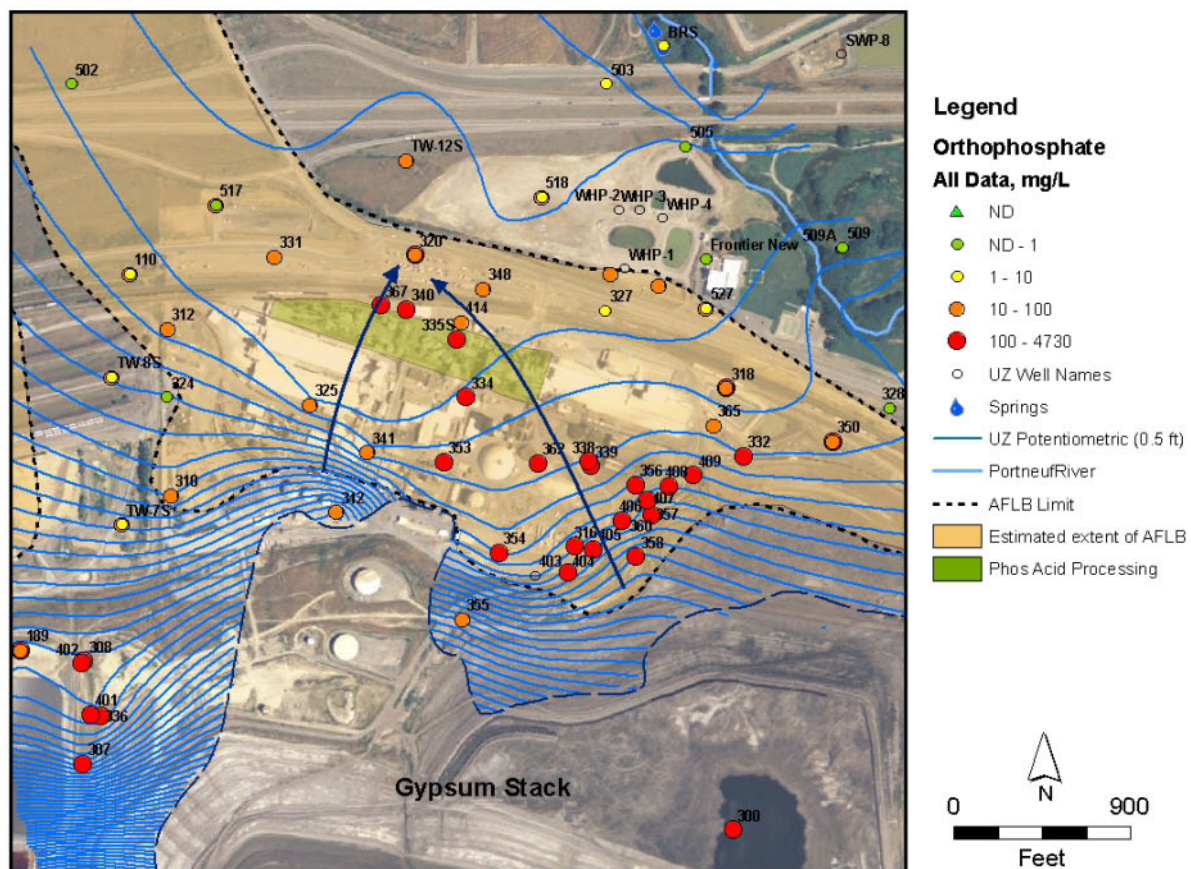 BRS
SWP-8
502
503
505
TW-12S
517
518
WHP-2
WHP-3
WHP-4
509A
509
320
Frontier New
331
WHP-1
110
348
367
340
327
527
312
414
335S
TW-8S
324
334
318
328
325
365
350
341
353
362
338
339
332
356
408
409
310
407
TW-7S
312
406
357
360
354
316
405
358
403
404
355
189
402
308
401
336
307
Gypsum Stack
300
Legend
Orthophosphate
All Data, mg/L
ND
ND - 1
1 - 10
10 - 100
100 - 4730
UZ Well Names
Springs
UZ Potentiometric (0.5 ft)
PortneufRiver
AFLB Limit
Estimated extent of AFLB
Phos Acid Processing
N
0 900
Feet